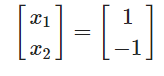 [x₁] = [1]
[x₂] = [−1]